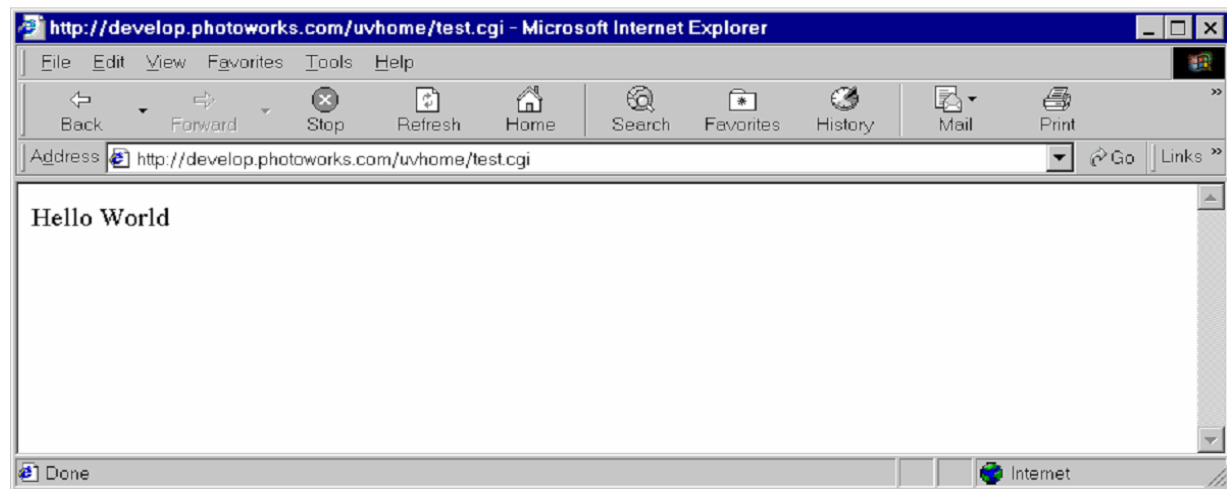 http://develop.photoworks.com/uvhome/test.cgi - Microsoft Internet Explorer
File Edit View Favorites Tools Help
Back Forward Stop Refresh Home Search Favorites History Mail Print »
Address http://develop.photoworks.com/uvhome/test.cgi Go Links »
Hello World
Done Internet